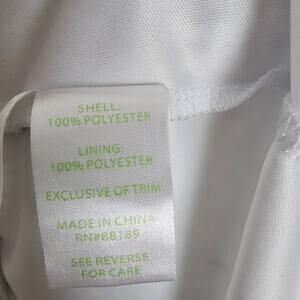 SHELL:
100% POLYESTER
LINING:
100% POLYESTER
EXCLUSIVE OF TRIM
MADE IN CHINA
RN#88189
SEE REVERSE
FOR CARE